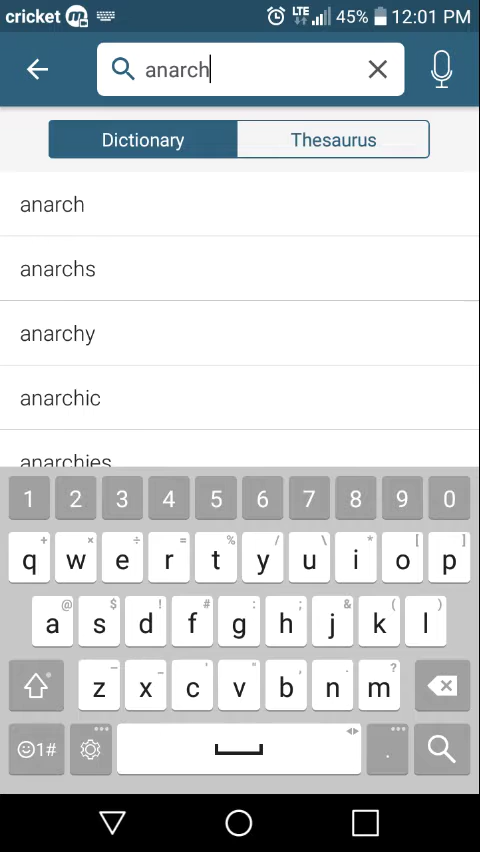 cricket LTE 45% 12:01 PM
anarch
Dictionary Thesaurus
anarch
anarchs
anarchy
anarchic
anarchies
1 2 3 4 5 6 7 8 9 0
+ × ÷ = % / \ * [ ]
q w e r t y u i o p
@ $ ! # : ; & ( )
a s d f g h j k l
– _ ' " , . ?
z x c v b n m
1# .